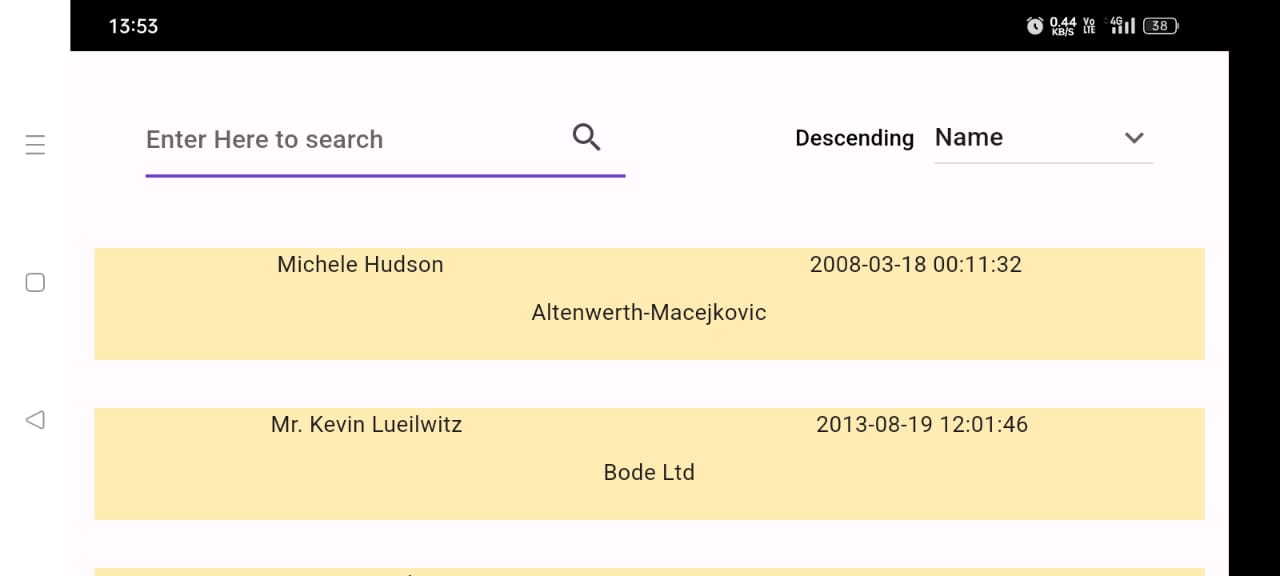 13:53 0.44 KB/S Vo LTE 4G 38
Enter Here to search Descending Name
Michele Hudson 2008-03-18 00:11:32
Altenwerth-Macejkovic
Mr. Kevin Lueilwitz 2013-08-19 12:01:46
Bode Ltd